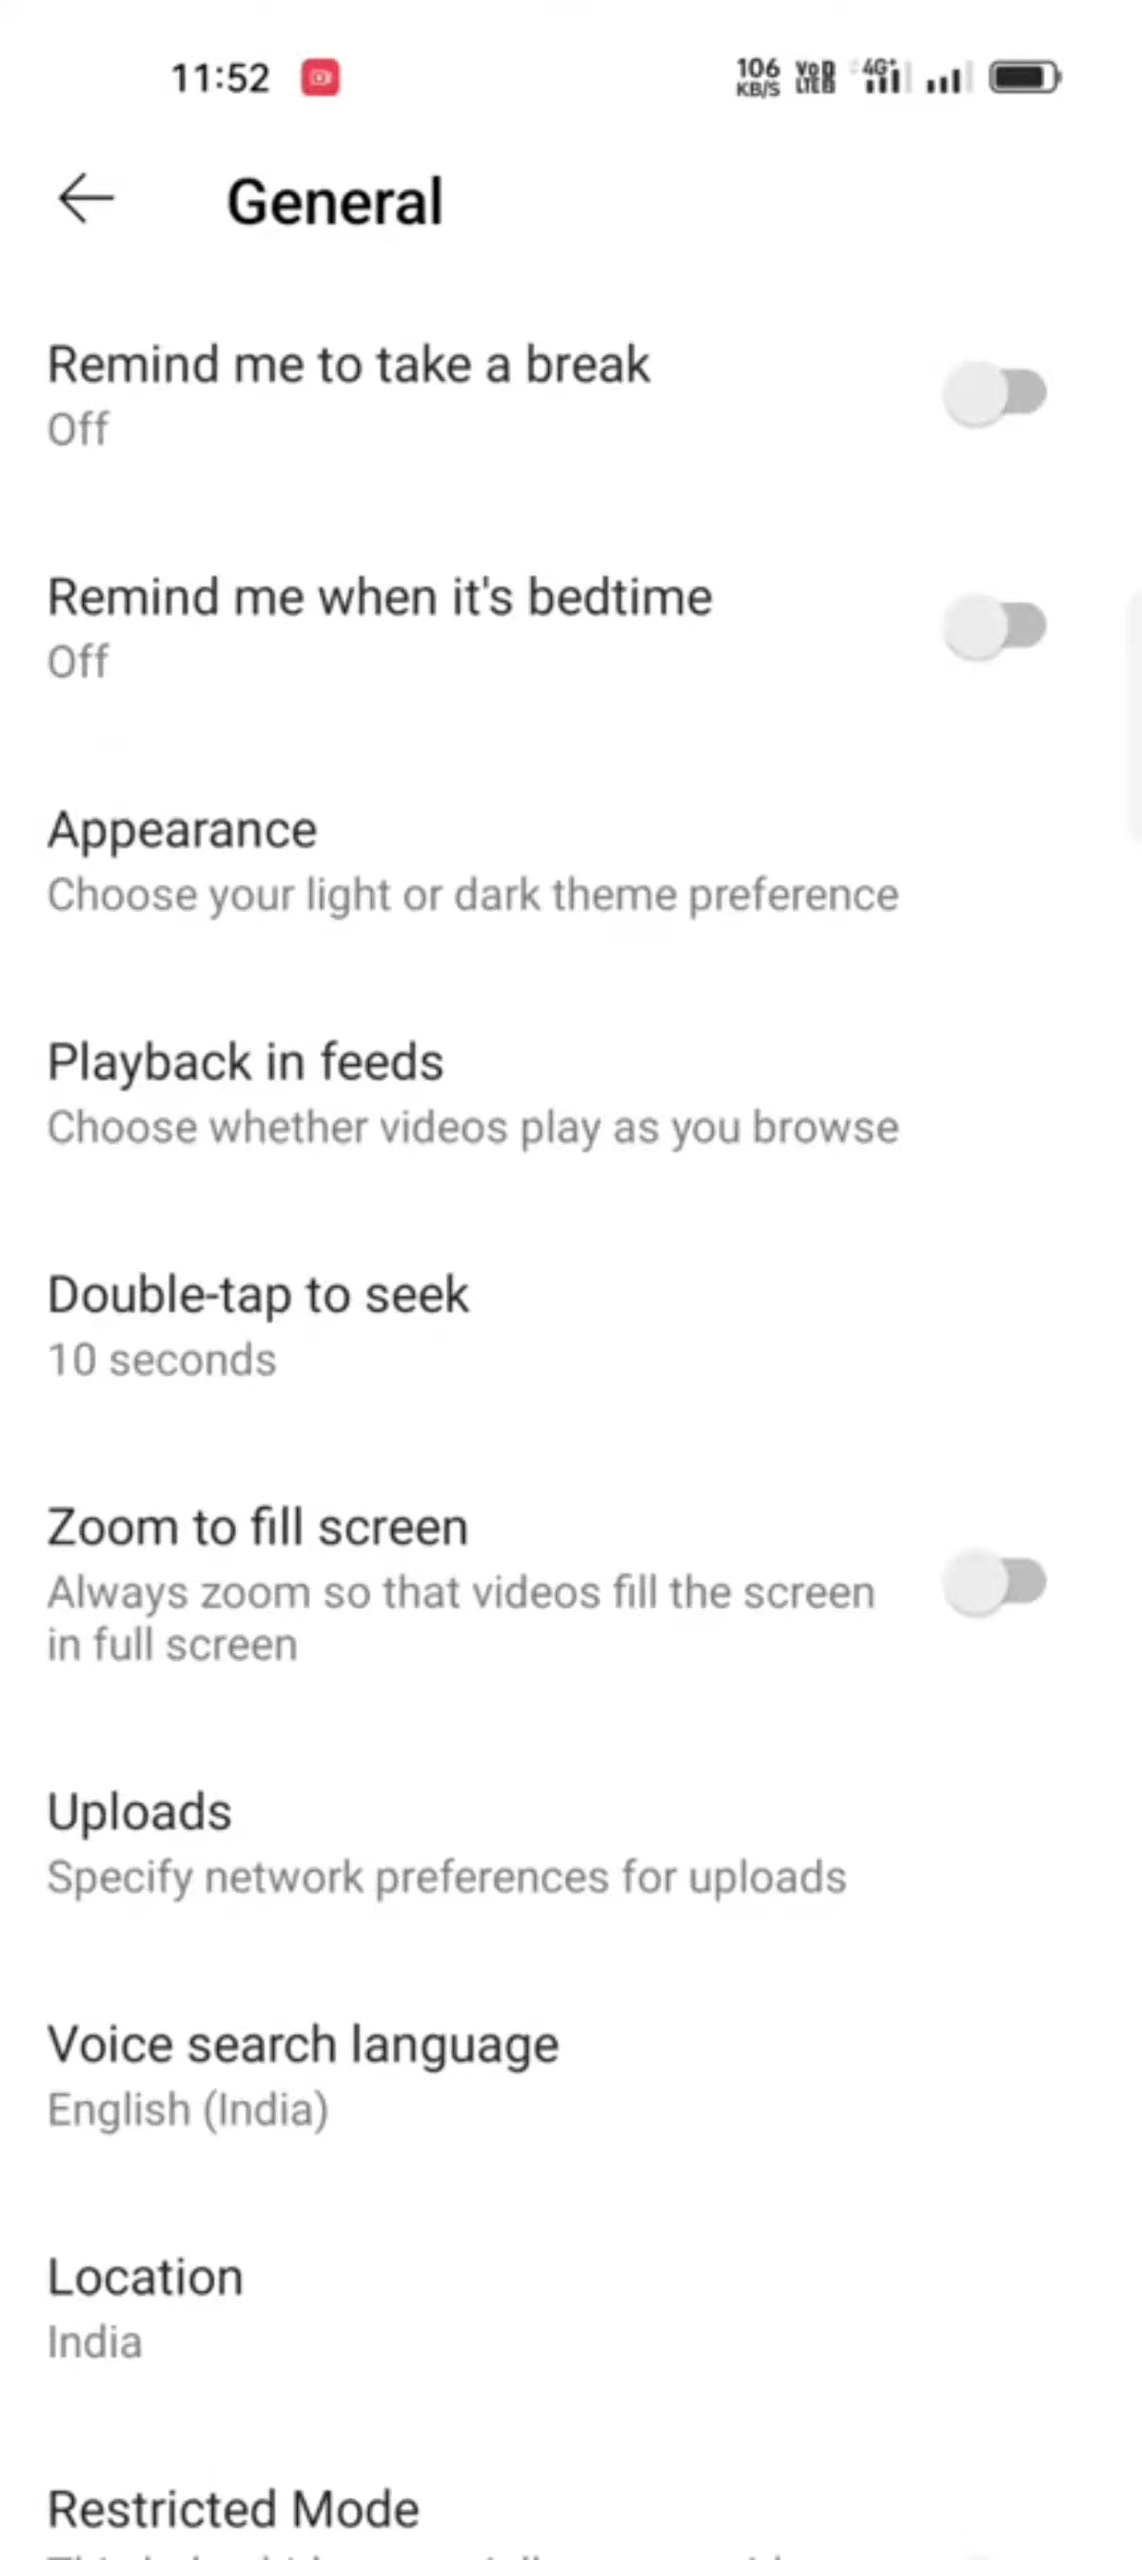 11:52
106
KB/S
Vo
LTE
4G+
General
Remind me to take a break
Off
Remind me when it's bedtime
Off
Appearance
Choose your light or dark theme preference
Playback in feeds
Choose whether videos play as you browse
Double-tap to seek
10 seconds
Zoom to fill screen
Always zoom so that videos fill the screen
in full screen
Uploads
Specify network preferences for uploads
Voice search language
English (India)
Location
India
Restricted Mode